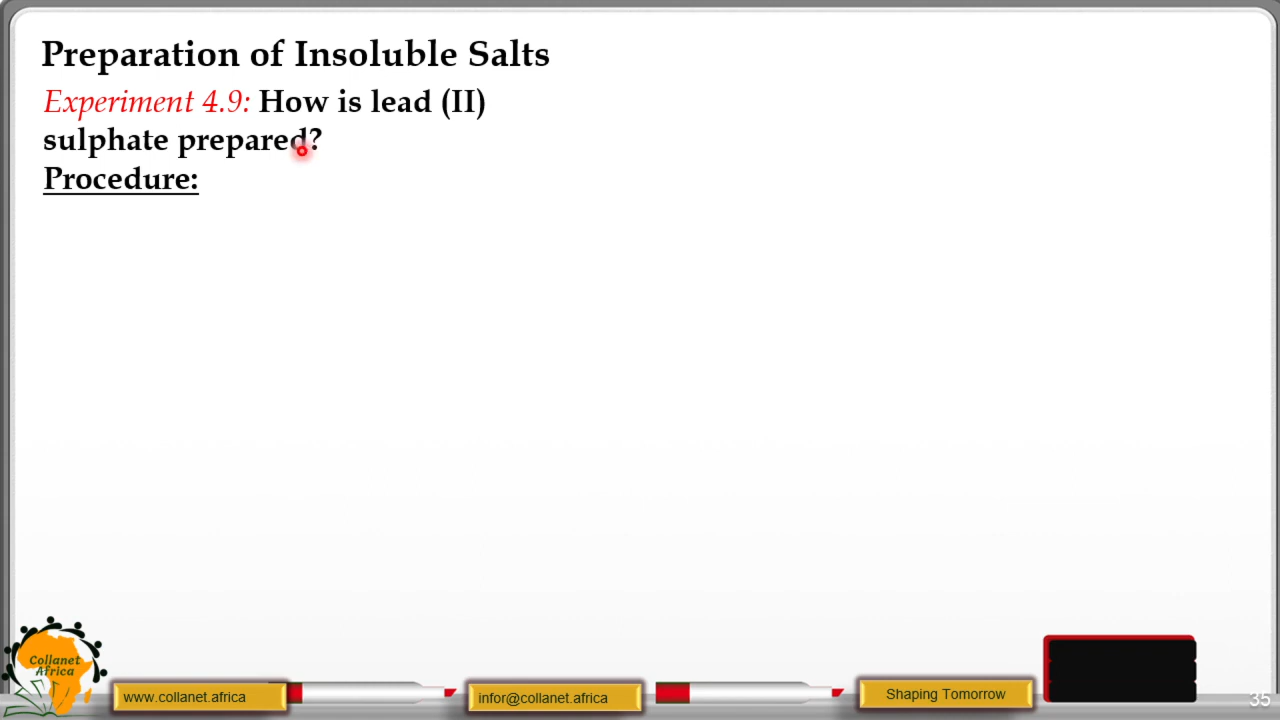 Preparation of Insoluble Salts
Experiment 4.9: How is lead (II)
sulphate prepared?
Procedure:
Collanet
Africa
www.collanet.africa
infor@collanet.africa
Shaping Tomorrow
35